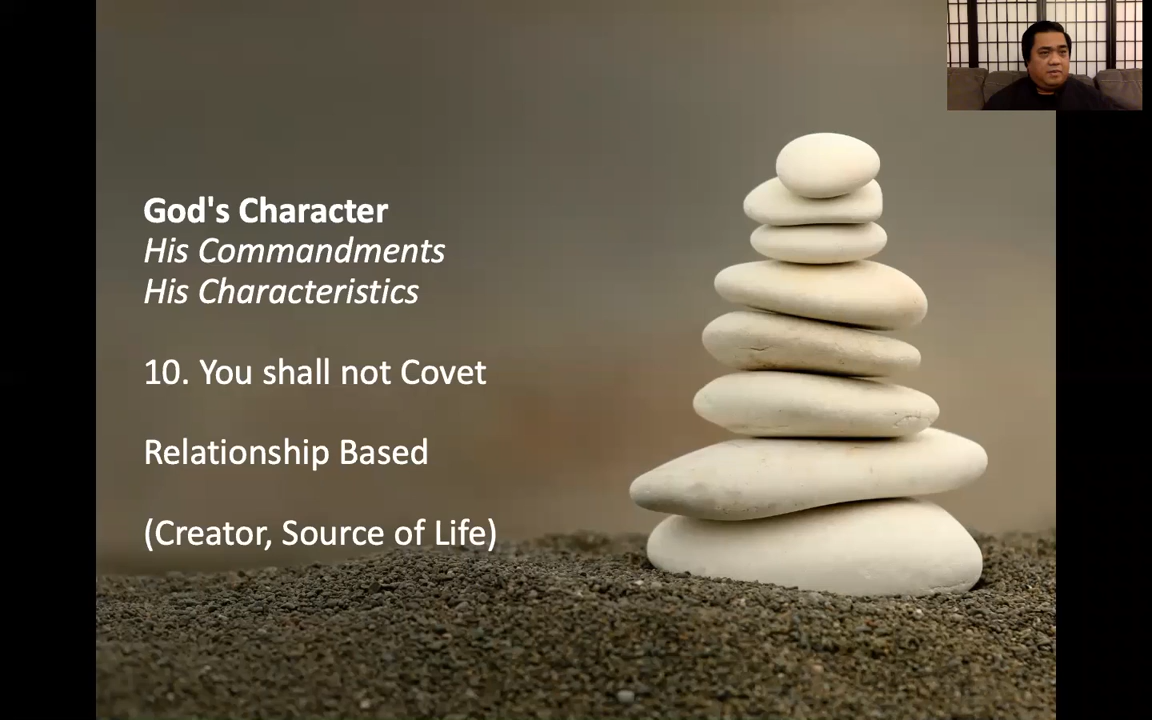 God's Character
His Commandments
His Characteristics
10. You shall not Covet
Relationship Based
(Creator, Source of Life)